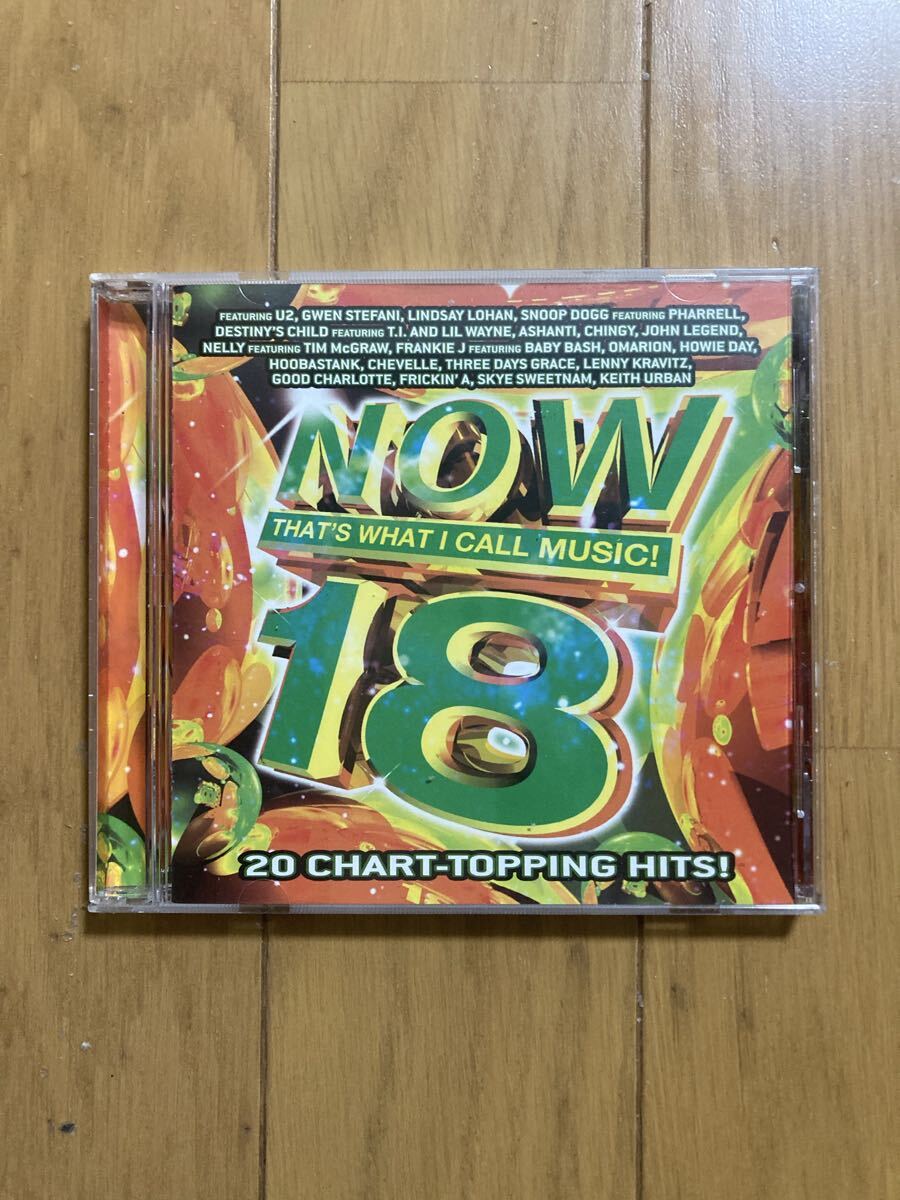 FEATURING U2, GWEN STEFANI, LINDSAY LOHAN, SNOOP DOGG FEATURING PHARRELL,
DESTINY'S CHILD FEATURING T.I. AND LIL WAYNE, ASHANTI, CHINGY, JOHN LEGEND,
NELLY FEATURING TIM McGRAW, FRANKIE J FEATURING BABY BASH, OMARION, HOWIE DAY,
HOOBASTANK, CHEVELLE, THREE DAYS GRACE, LENNY KRAVITZ,
GOOD CHARLOTTE, FRICKIN' A, SKYE SWEETNAM, KEITH URBAN
NOW
THAT'S WHAT I CALL MUSIC!
18
20 CHART-TOPPING HITS!